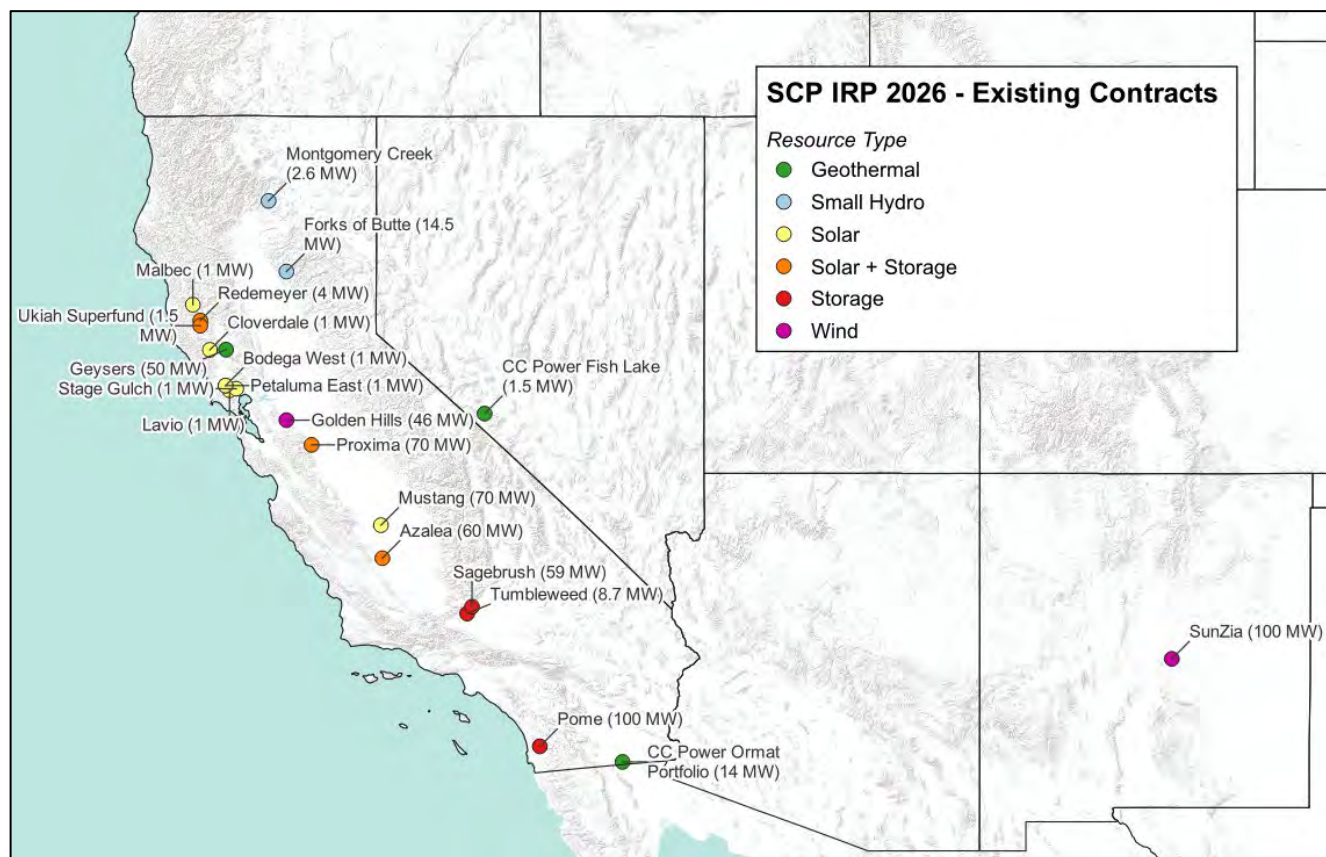 SCP IRP 2026 - Existing Contracts
Resource Type
Geothermal
Small Hydro
Solar
Solar + Storage
Storage
Wind
Montgomery Creek
(2.6 MW)
Forks of Butte (14.5
MW)
Malbec (1 MW)
Redemeyer (4 MW)
Ukiah Superfund (1.5
MW)
Cloverdale (1 MW)
Geysers (50 MW)
Bodega West (1 MW)
Stage Gulch (1 MW)
Petaluma East (1 MW)
Lavio (1 MW)
Golden Hills (46 MW)
Proxima (70 MW)
CC Power Fish Lake
(1.5 MW)
Mustang (70 MW)
Azalea (60 MW)
Sagebrush (59 MW)
Tumbleweed (8.7 MW)
SunZia (100 MW)
Pome (100 MW)
CC Power Ormat
Portfolio (14 MW)